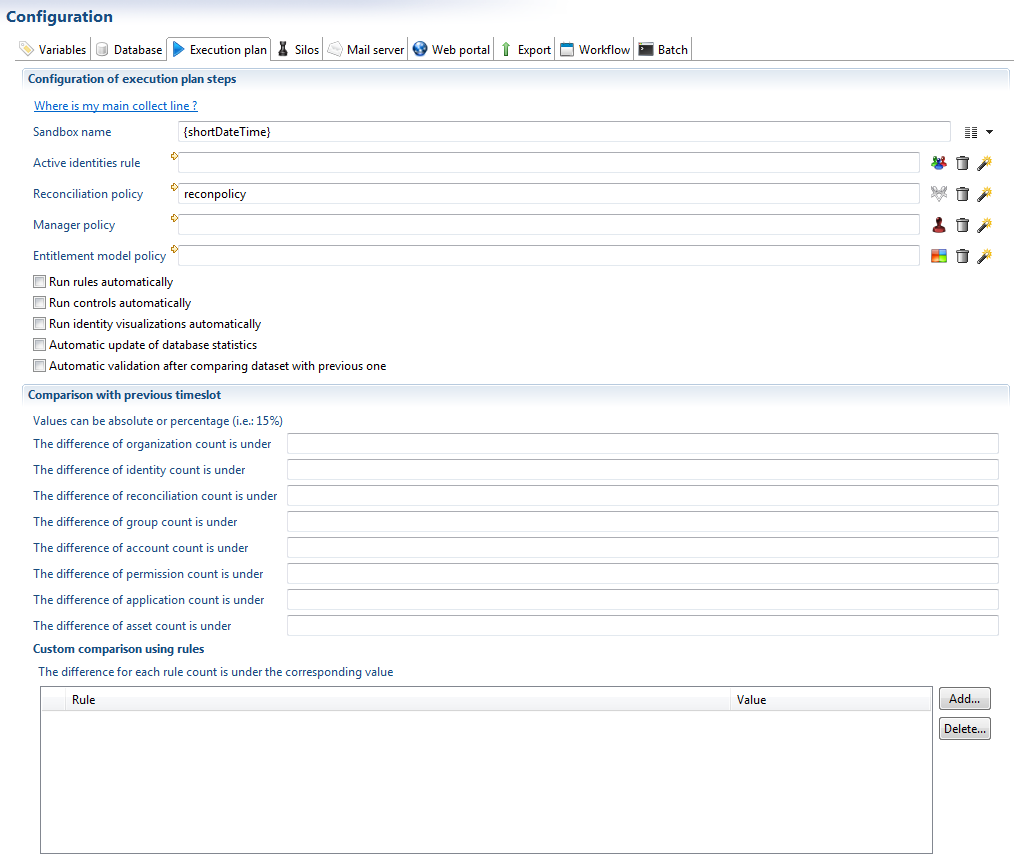 Configuration
Variables Database Execution plan Silos Mail server Web portal Export Workflow Batch
Configuration of execution plan steps
Where is my main collect line ?
Sandbox name {shortDateTime}
Active identities rule
Reconciliation policy reconpolicy
Manager policy
Entitlement model policy
Run rules automatically
Run controls automatically
Run identity visualizations automatically
Automatic update of database statistics
Automatic validation after comparing dataset with previous one
Comparison with previous timeslot
Values can be absolute or percentage (i.e.: 15%)
The difference of organization count is under
The difference of identity count is under
The difference of reconciliation count is under
The difference of group count is under
The difference of account count is under
The difference of permission count is under
The difference of application count is under
The difference of asset count is under
Custom comparison using rules
The difference for each rule count is under the corresponding value
Rule Value Add...
Delete...